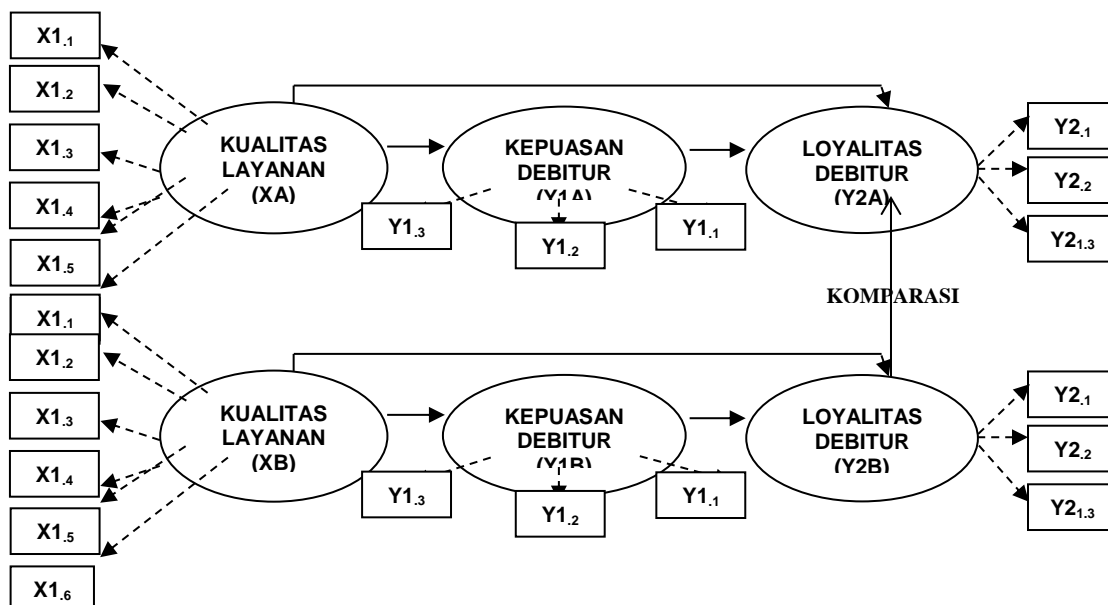 X1.1
X1.2
X1.3
X1.4
X1.5
KUALITAS
LAYANAN
(XA)
KEPUASAN
DEBITUR
(Y1A)
LOYALITAS
DEBITUR
(Y2A)
Y1.3
Y1.2
Y1.1
Y2.1
Y2.2
Y21.3
KOMPARASI
X1.1
X1.2
X1.3
X1.4
X1.5
X1.6
KUALITAS
LAYANAN
(XB)
KEPUASAN
DEBITUR
(Y1B)
LOYALITAS
DEBITUR
(Y2B)
Y1.3
Y1.2
Y1.1
Y2.1
Y2.2
Y21.3